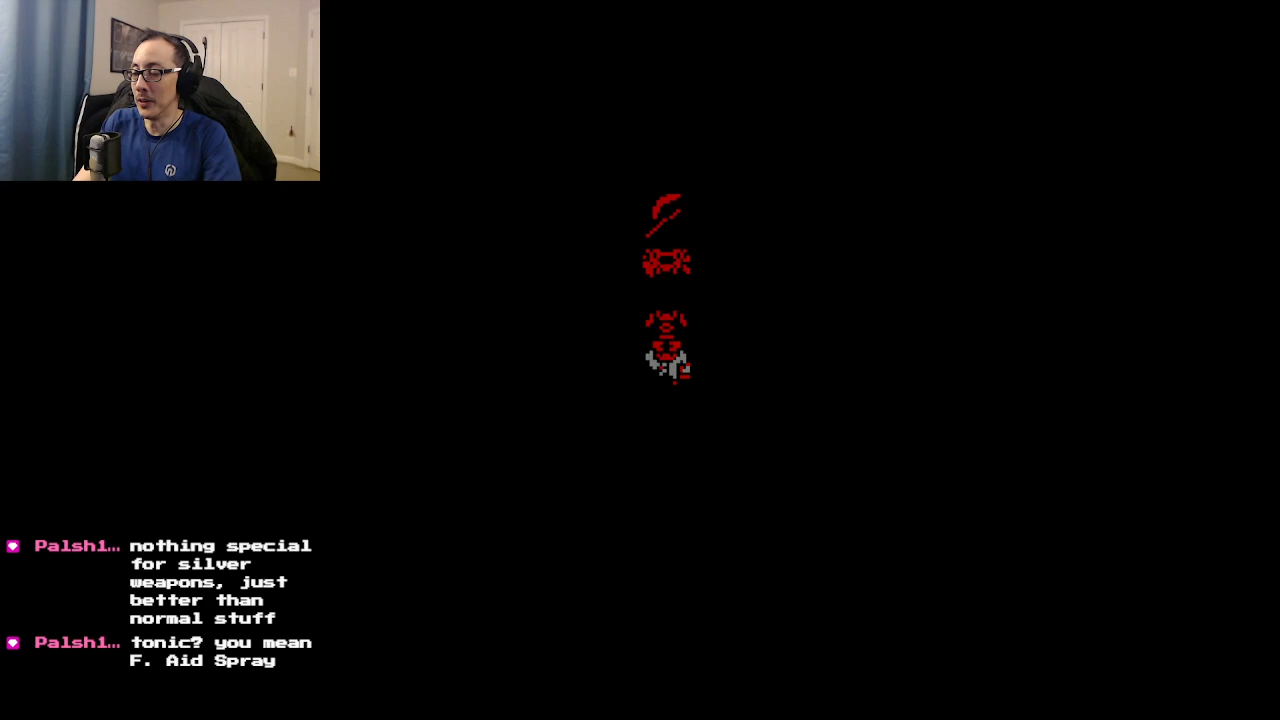 Palsh1… nothing special
for silver
weapons, just
better than
normal stuff
Palsh1… tonic? you mean
F. Aid Spray